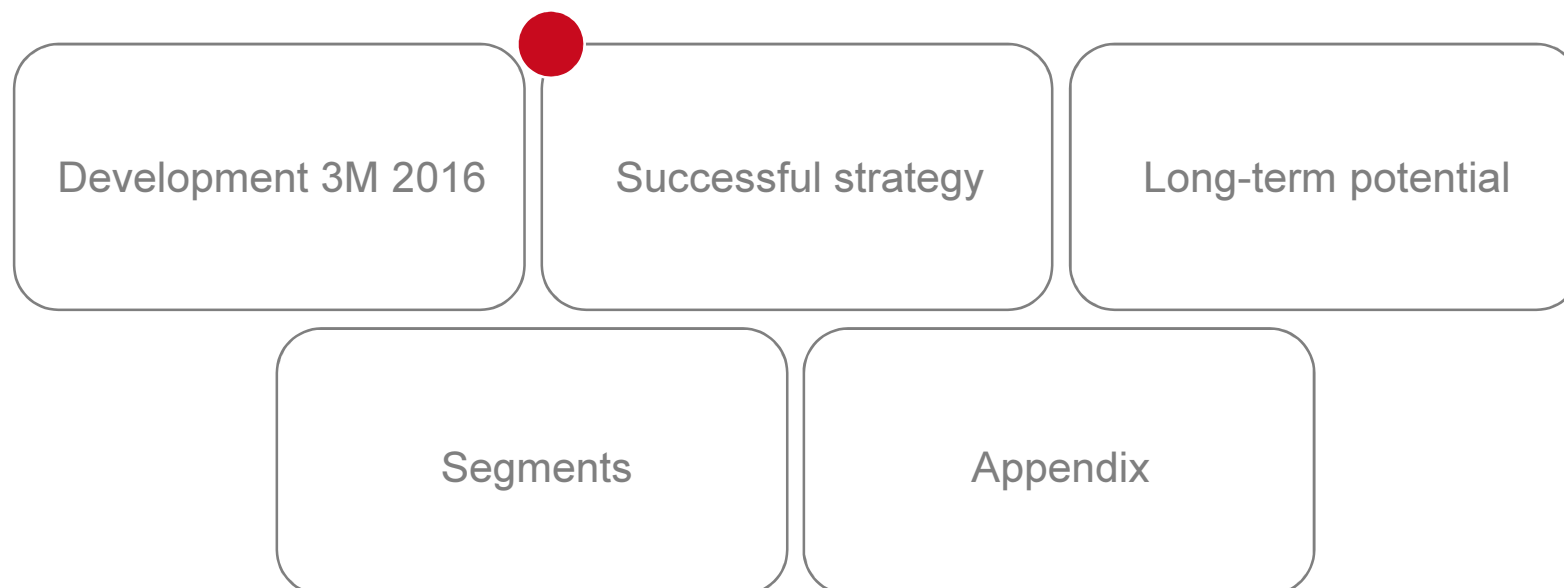 Development 3M 2016
Successful strategy
Long-term potential
Segments
Appendix